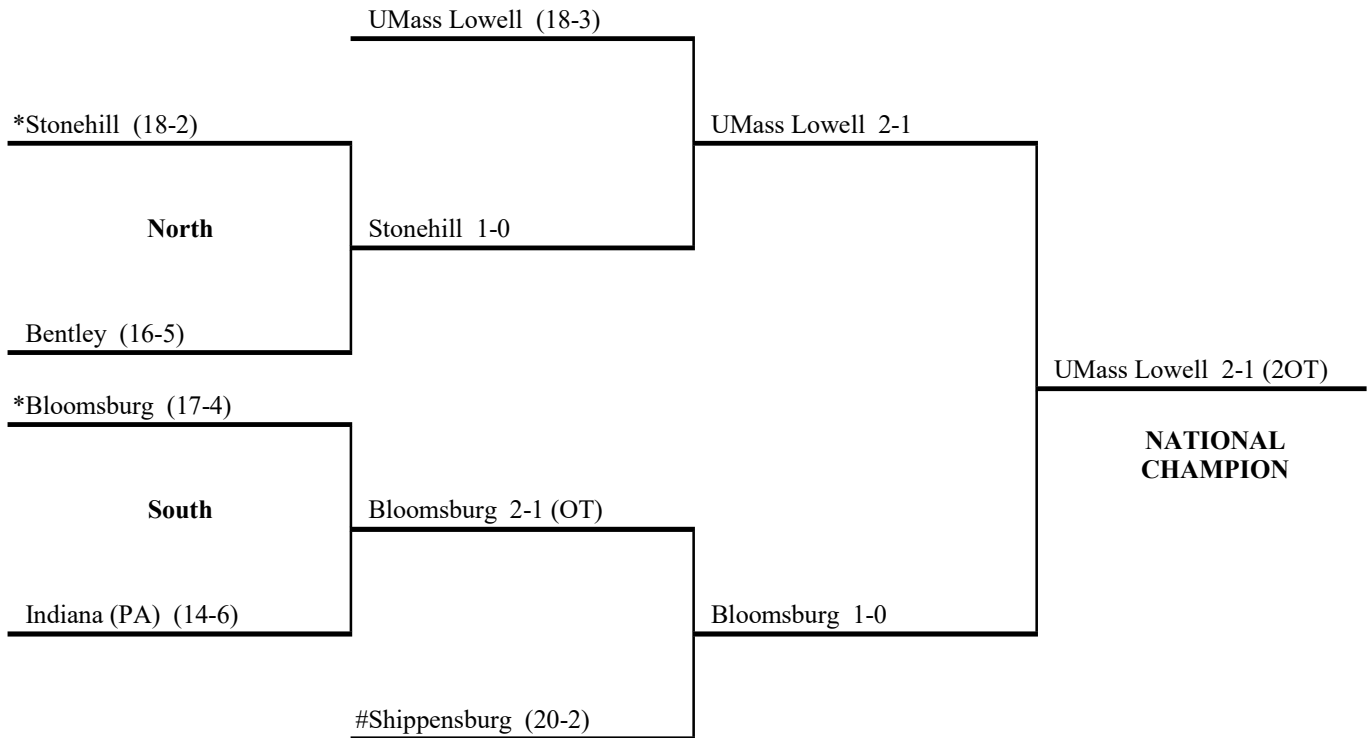 UMass Lowell (18-3)
*Stonehill (18-2)
UMass Lowell 2-1
North
Stonehill 1-0
Bentley (16-5)
UMass Lowell 2-1 (2OT)
*Bloomsburg (17-4)
NATIONAL
CHAMPION
South
Bloomsburg 2-1 (OT)
Indiana (PA) (14-6)
Bloomsburg 1-0
#Shippensburg (20-2)